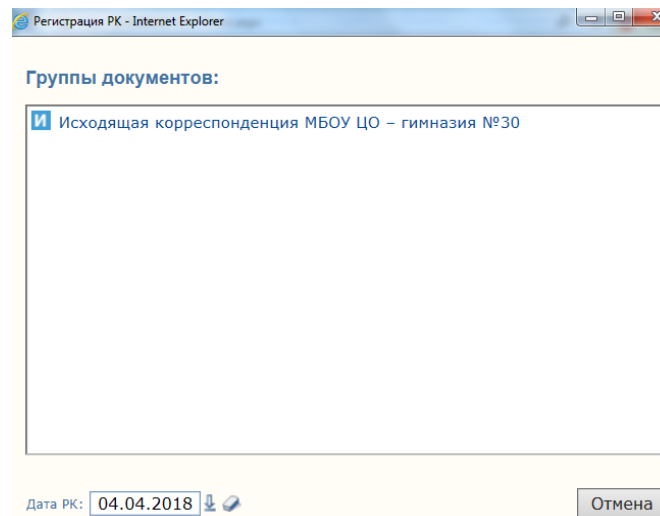 Регистрация РК - Internet Explorer
Группы документов:
И Исходящая корреспонденция МБОУ ЦО – гимназия №30
Дата РК: 04.04.2018
Отмена